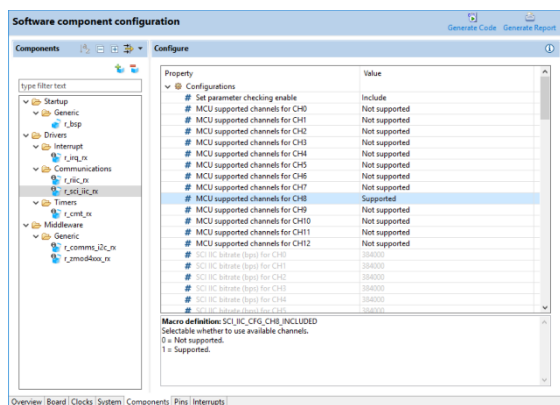 Software component configuration
Generate Code Generate Report
Components
Configure
type filter text
Startup
Generic
r_bsp
Drivers
Interrupt
r_irq_rx
Communications
r_riic_rx
r_sci_iic_rx
Timers
r_cmt_rx
Middleware
Generic
r_comms_i2c_rx
r_zmod4xxx_rx
Property Value
Configurations
# Set parameter checking enable Include
# MCU supported channels for CH0 Not supported
# MCU supported channels for CH1 Not supported
# MCU supported channels for CH2 Not supported
# MCU supported channels for CH3 Not supported
# MCU supported channels for CH4 Not supported
# MCU supported channels for CH5 Not supported
# MCU supported channels for CH6 Not supported
# MCU supported channels for CH7 Not supported
# MCU supported channels for CH8 Supported
# MCU supported channels for CH9 Not supported
# MCU supported channels for CH10 Not supported
# MCU supported channels for CH11 Not supported
# MCU supported channels for CH12 Not supported
# SCI IIC bitrate (bps) for CH0 384000
# SCI IIC bitrate (bps) for CH1 384000
# SCI IIC bitrate (bps) for CH2 384000
# SCI IIC bitrate (bps) for CH3 384000
# SCI IIC bitrate (bps) for CH4 384000
# SCI IIC bitrate (bps) for CH5 384000
Macro definition: SCI_IIC_CFG_CH8_INCLUDED
Selectable whether to use available channels.
0 = Not supported.
1 = Supported.
Overview Board Clocks System Components Pins Interrupts